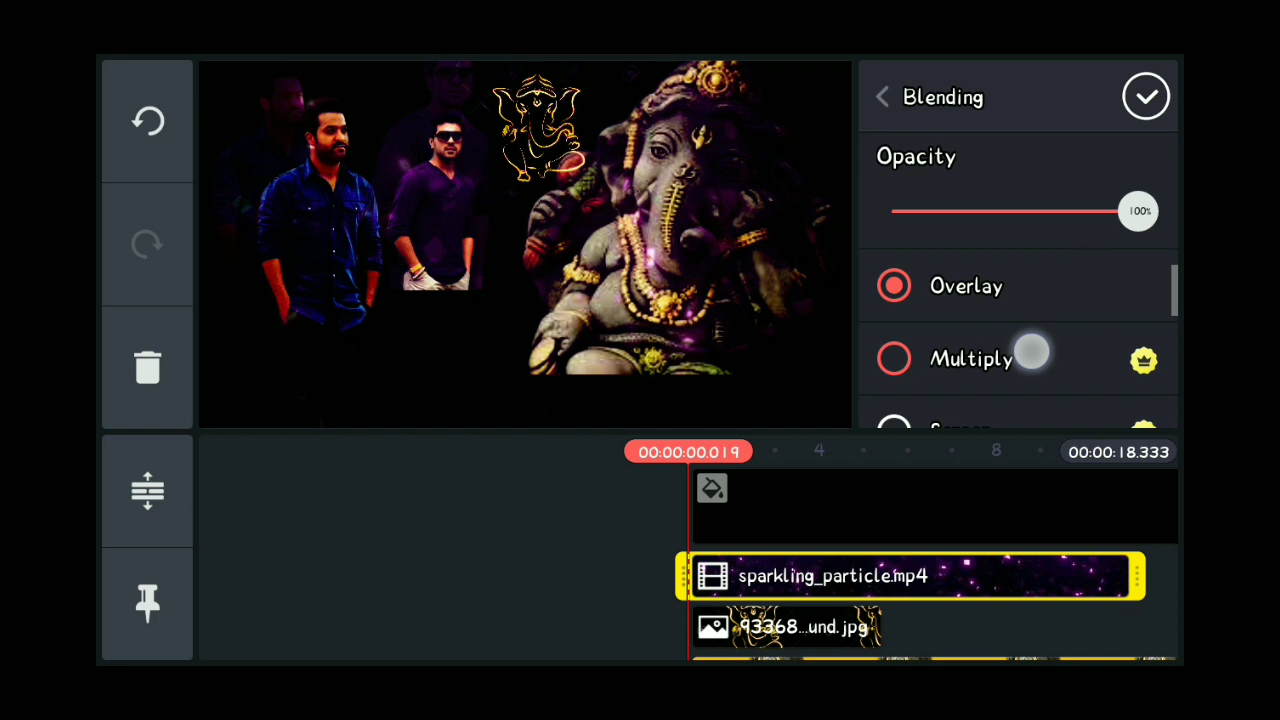 Blending
Opacity
100%
Overlay
Multiply
00:00:00.019
4
8
00:00:18.333
sparkling_particle.mp4
93368...und.jpg